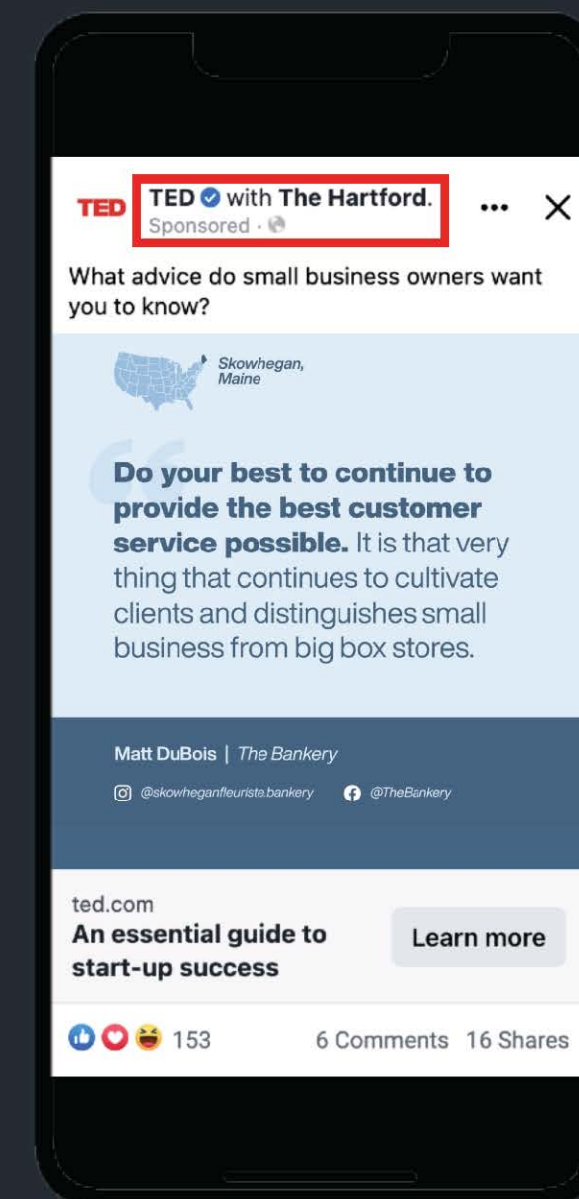 TED
TED with The Hartford.
Sponsored ·
What advice do small business owners want
you to know?
Skowhegan,
Maine
“
Do your best to continue to
provide the best customer
service possible. It is that very
thing that continues to cultivate
clients and distinguishes small
business from big box stores.
Matt DuBois | The Bankery
@skowheganfleuriste.bankery @TheBankery
ted.com
An essential guide to
start-up success
Learn more
153 6 Comments 16 Shares